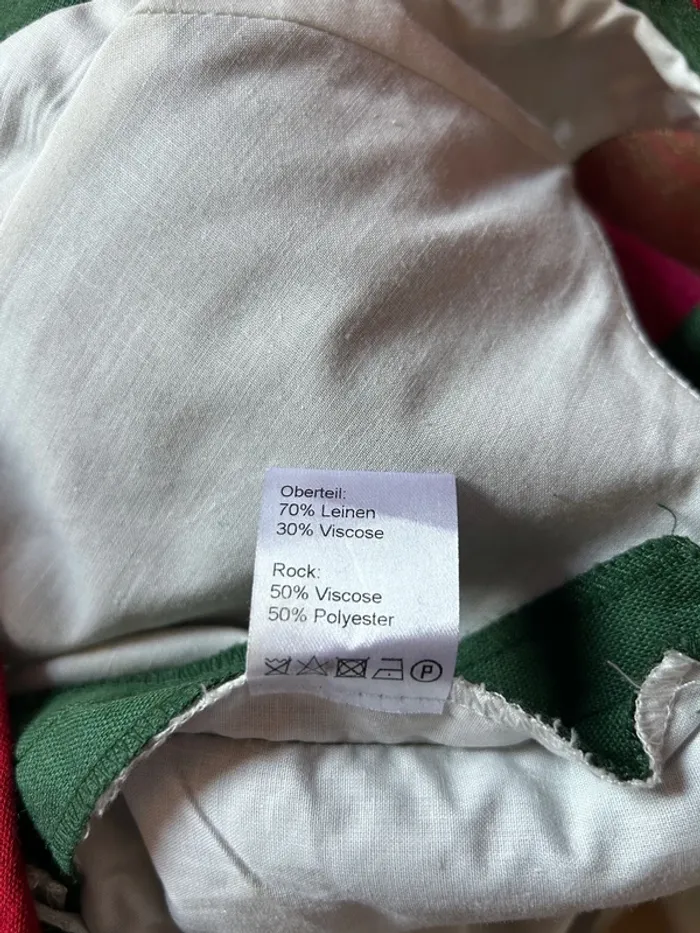 Oberteil:
70% Leinen
30% Viscose
Rock:
50% Viscose
50% Polyester
P